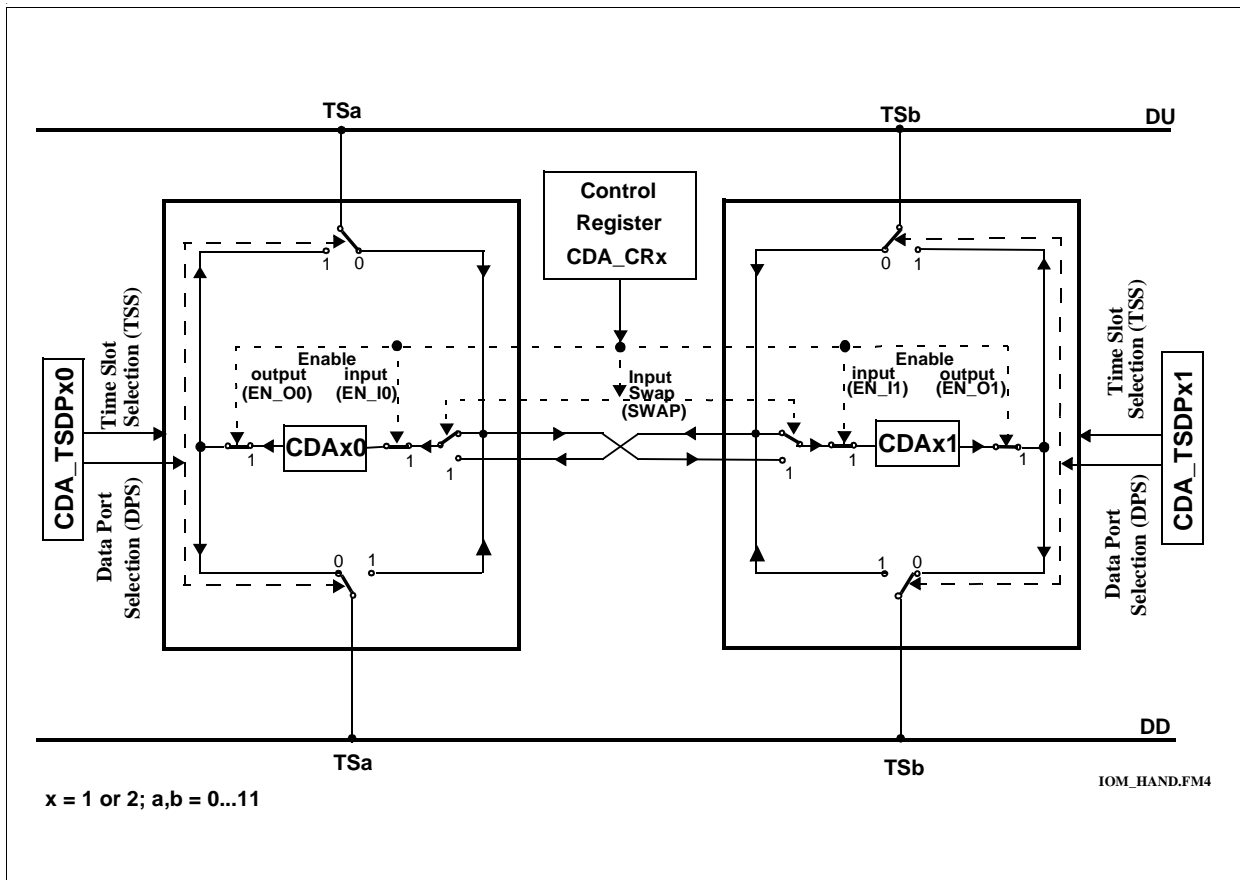 TSa
TSb
DU
Control
Register
CDA_CRx
1
0
0
1
Time Slot
Selection (TSS)
Data Port
Selection (DPS)
CDA_TSDPx0
Enable
output
(EN_O0)
input
(EN_I0)
Input
Swap
(SWAP)
Enable
input
(EN_I1)
output
(EN_O1)
1
CDAx0
1
1
1
1
CDAx1
1
Time Slot
Selection (TSS)
Data Port
Selection (DPS)
CDA_TSDPx1
0
1
1
0
DD
TSa
TSb
IOM_HAND.FM4
x = 1 or 2; a,b = 0...11